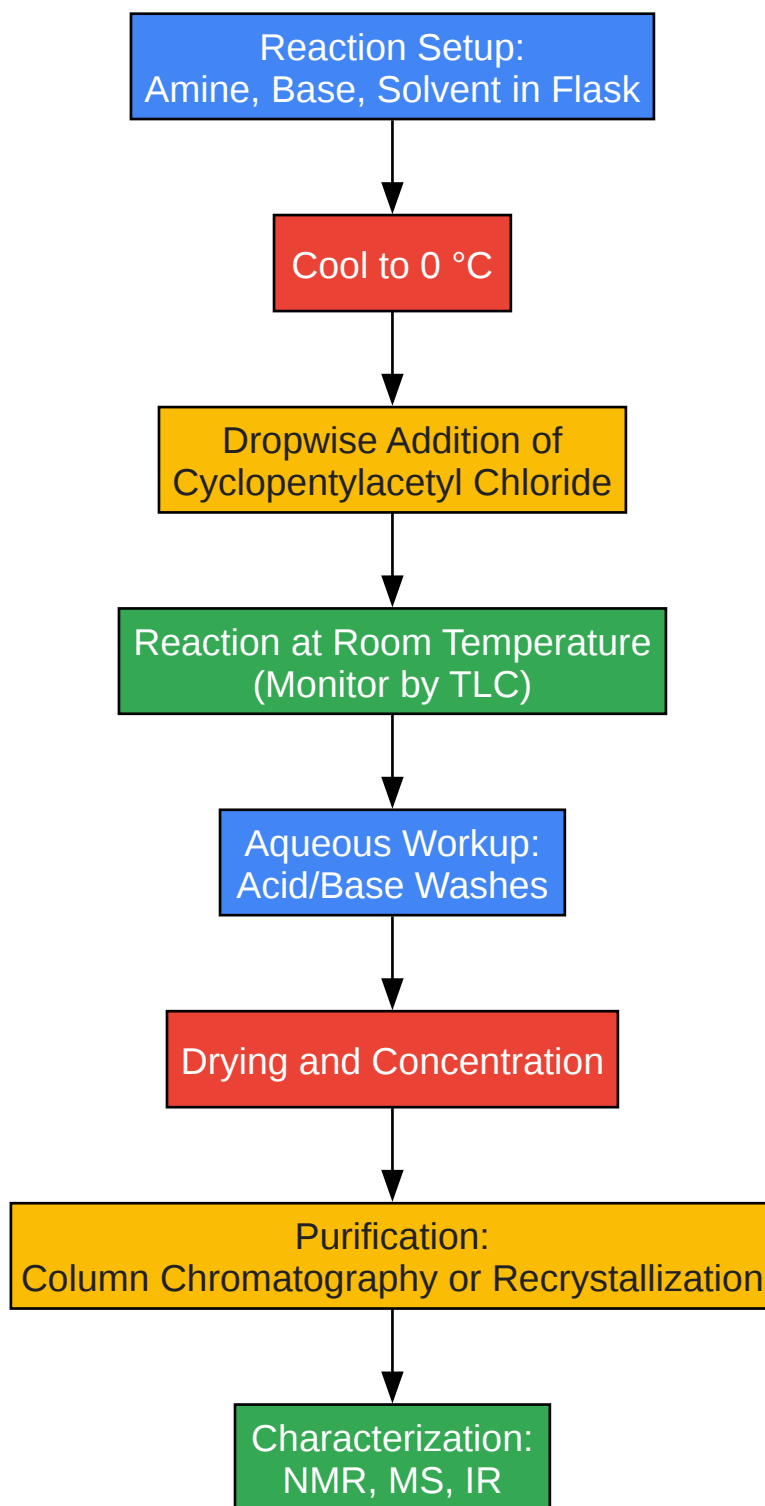 Reaction Setup:
Amine, Base, Solvent in Flask
Cool to 0 °C
Dropwise Addition of
Cyclopentylacetyl Chloride
Reaction at Room Temperature
(Monitor by TLC)
Aqueous Workup:
Acid/Base Washes
Drying and Concentration
Purification:
Column Chromatography or Recrystallization
Characterization:
NMR, MS, IR